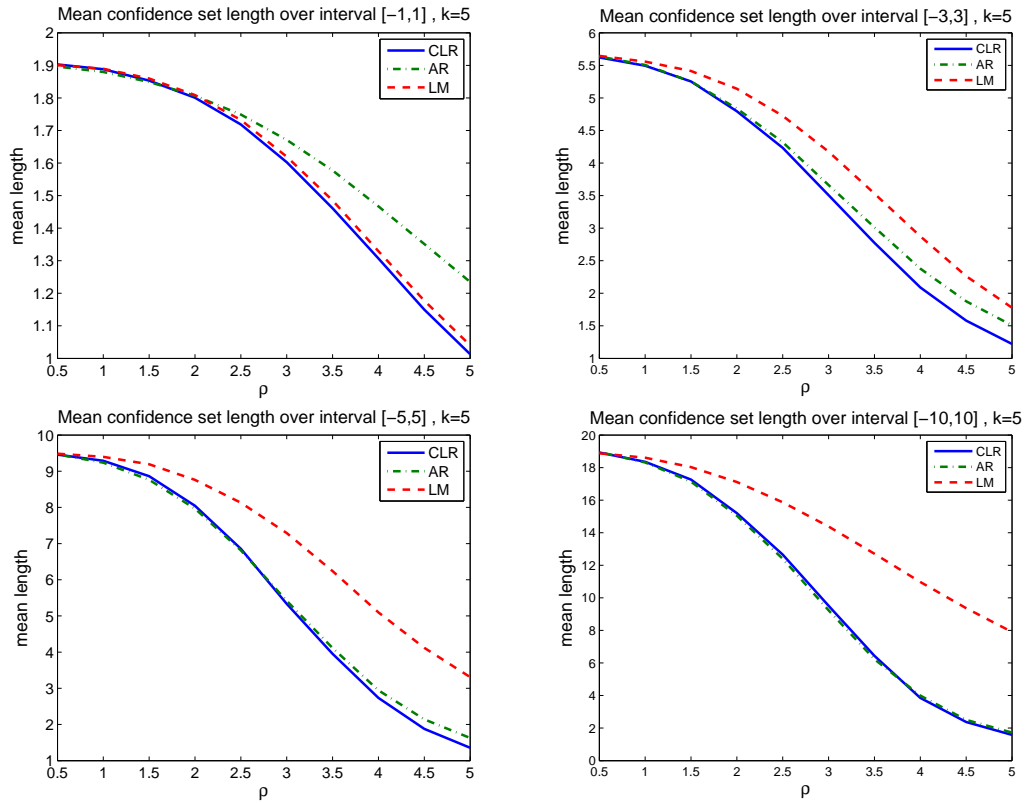 Mean confidence set length over interval [−1,1] , k=5
2
1.9
1.8
1.7
1.6
1.5
1.4
1.3
1.2
1.1
1
0.5 1 1.5 2 2.5 3 3.5 4 4.5 5
mean length
ρ
CLR
AR
LM
Mean confidence set length over interval [−3,3] , k=5
6
5.5
5
4.5
4
3.5
3
2.5
2
1.5
1
0.5 1 1.5 2 2.5 3 3.5 4 4.5 5
mean length
ρ
CLR
AR
LM
Mean confidence set length over interval [−5,5] , k=5
10
9
8
7
6
5
4
3
2
1
0.5 1 1.5 2 2.5 3 3.5 4 4.5 5
mean length
ρ
CLR
AR
LM
Mean confidence set length over interval [−10,10] , k=5
20
18
16
14
12
10
8
6
4
2
0
0.5 1 1.5 2 2.5 3 3.5 4 4.5 5
mean length
ρ
CLR
AR
LM